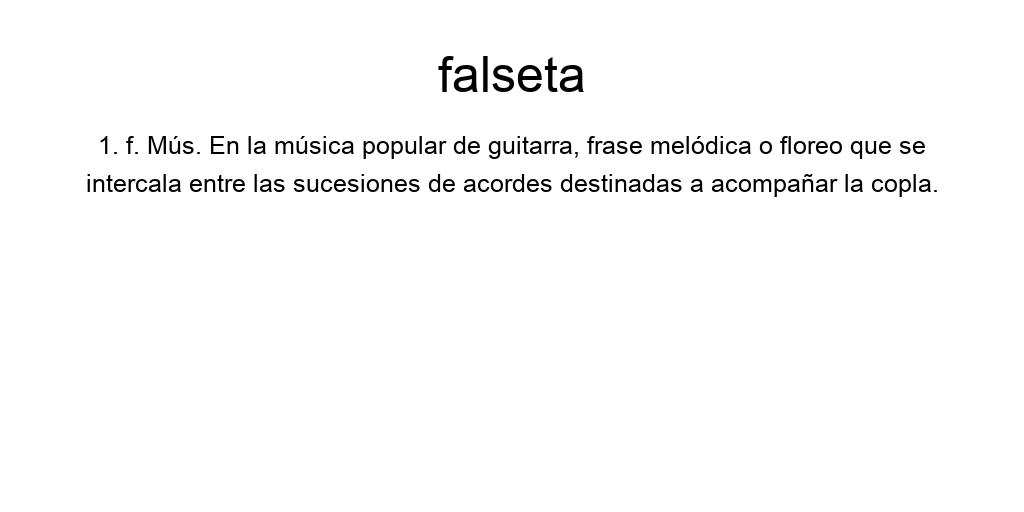 falseta
1. f. Mús. En la música popular de guitarra, frase melódica o floreo que se
intercala entre las sucesiones de acordes destinadas a acompañar la copla.